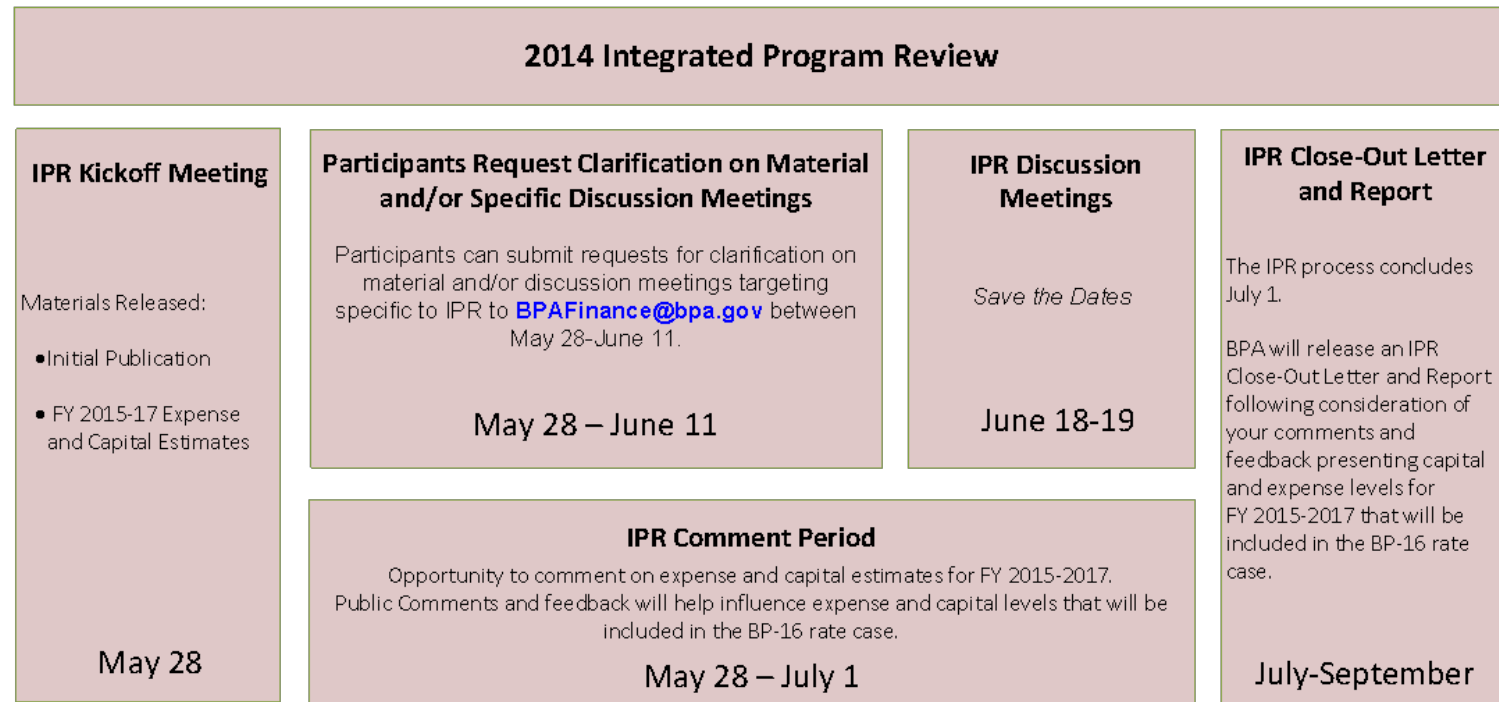 2014 Integrated Program Review
IPR Kickoff Meeting
Materials Released:
●Initial Publication
● FY 2015-17 Expense
and Capital Estimates
May 28
Participants Request Clarification on Material
and/or Specific Discussion Meetings
Participants can submit requests for clarification on
material and/or discussion meetings targeting
specific to IPR to BPAFinance@bpa.gov between
May 28-June 11.
May 28 – June 11
IPR Discussion
Meetings
Save the Dates
June 18-19
IPR Comment Period
Opportunity to comment on expense and capital estimates for FY 2015-2017.
Public Comments and feedback will help influence expense and capital levels that will be
included in the BP-16 rate case.
May 28 – July 1
IPR Close-Out Letter
and Report
The IPR process concludes
July 1.
BPA will release an IPR
Close-Out Letter and Report
following consideration of
your comments and
feedback presenting capital
and expense levels for
FY 2015-2017 that will be
included in the BP-16 rate
case.
July-September